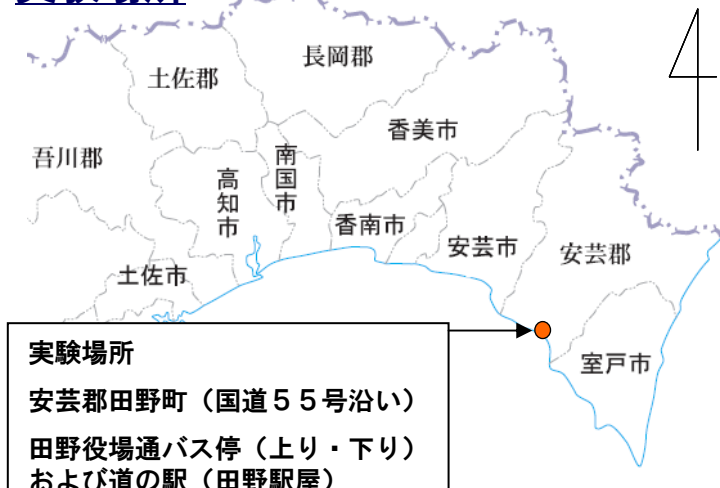 長岡郡
土佐郡
香美市
吾川郡
南国市
高知市
香南市
安芸市
安芸郡
土佐市
室戸市
実験場所
安芸郡田野町（国道５５号沿い）
田野役場通バス停（上り・下り）
および道の駅（田野駅屋）